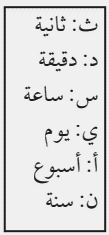 ث: ثانية
د: دقيقة
س: ساعة
ي: يوم
أ: أسبوع
ن: سنة